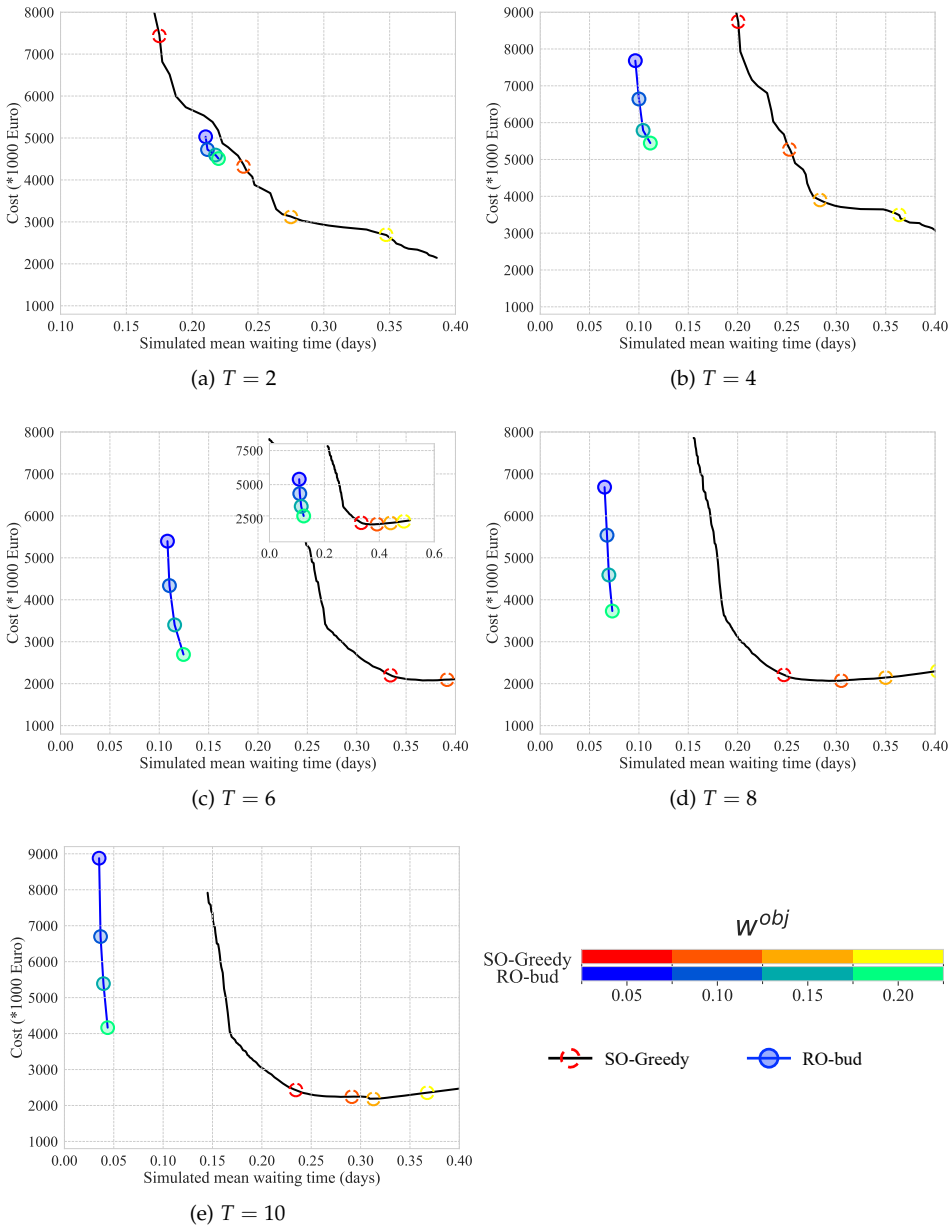 8000
7000
6000
5000
4000
3000
2000
1000
Cost (*1000 Euro)
0.10 0.15 0.20 0.25 0.30 0.35 0.40
Simulated mean waiting time (days)
(a) T = 2
9000
8000
7000
6000
5000
4000
3000
2000
1000
Cost (*1000 Euro)
0.00 0.05 0.10 0.15 0.20 0.25 0.30 0.35 0.40
Simulated mean waiting time (days)
(b) T = 4
8000
7000
6000
5000
4000
3000
2000
1000
Cost (*1000 Euro)
7500
5000
2500
0.0 0.2 0.4 0.6
0.00 0.05 0.10 0.15 0.20 0.25 0.30 0.35 0.40
Simulated mean waiting time (days)
(c) T = 6
8000
7000
6000
5000
4000
3000
2000
1000
Cost (*1000 Euro)
0.00 0.05 0.10 0.15 0.20 0.25 0.30 0.35 0.40
Simulated mean waiting time (days)
(d) T = 8
9000
8000
7000
6000
5000
4000
3000
2000
1000
Cost (*1000 Euro)
0.00 0.05 0.10 0.15 0.20 0.25 0.30 0.35 0.40
Simulated mean waiting time (days)
(e) T = 10
w^obj
SO-Greedy
RO-bud
0.05 0.10 0.15 0.20
SO-Greedy RO-bud